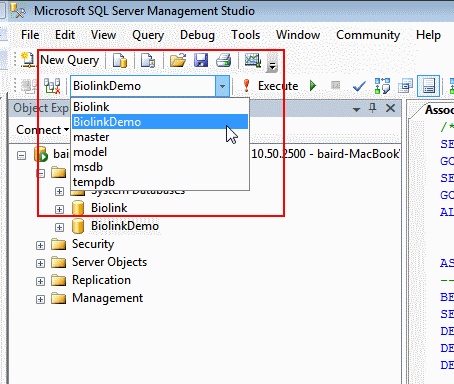 Microsoft SQL Server Management Studio
File Edit View Query Debug Tools Window Community Help
New Query
BiolinkDemo Execute
Biolink
BiolinkDemo
master
model
msdb
tempdb
Object Exp
Connect
10.50.2500 - baird-MacBook
System Databases
Biolink
BiolinkDemo
Security
Server Objects
Replication
Management
Assoc
/*
SE
GO
SE
GO
AL
AS
--
BE
SE
DE
DE
DE